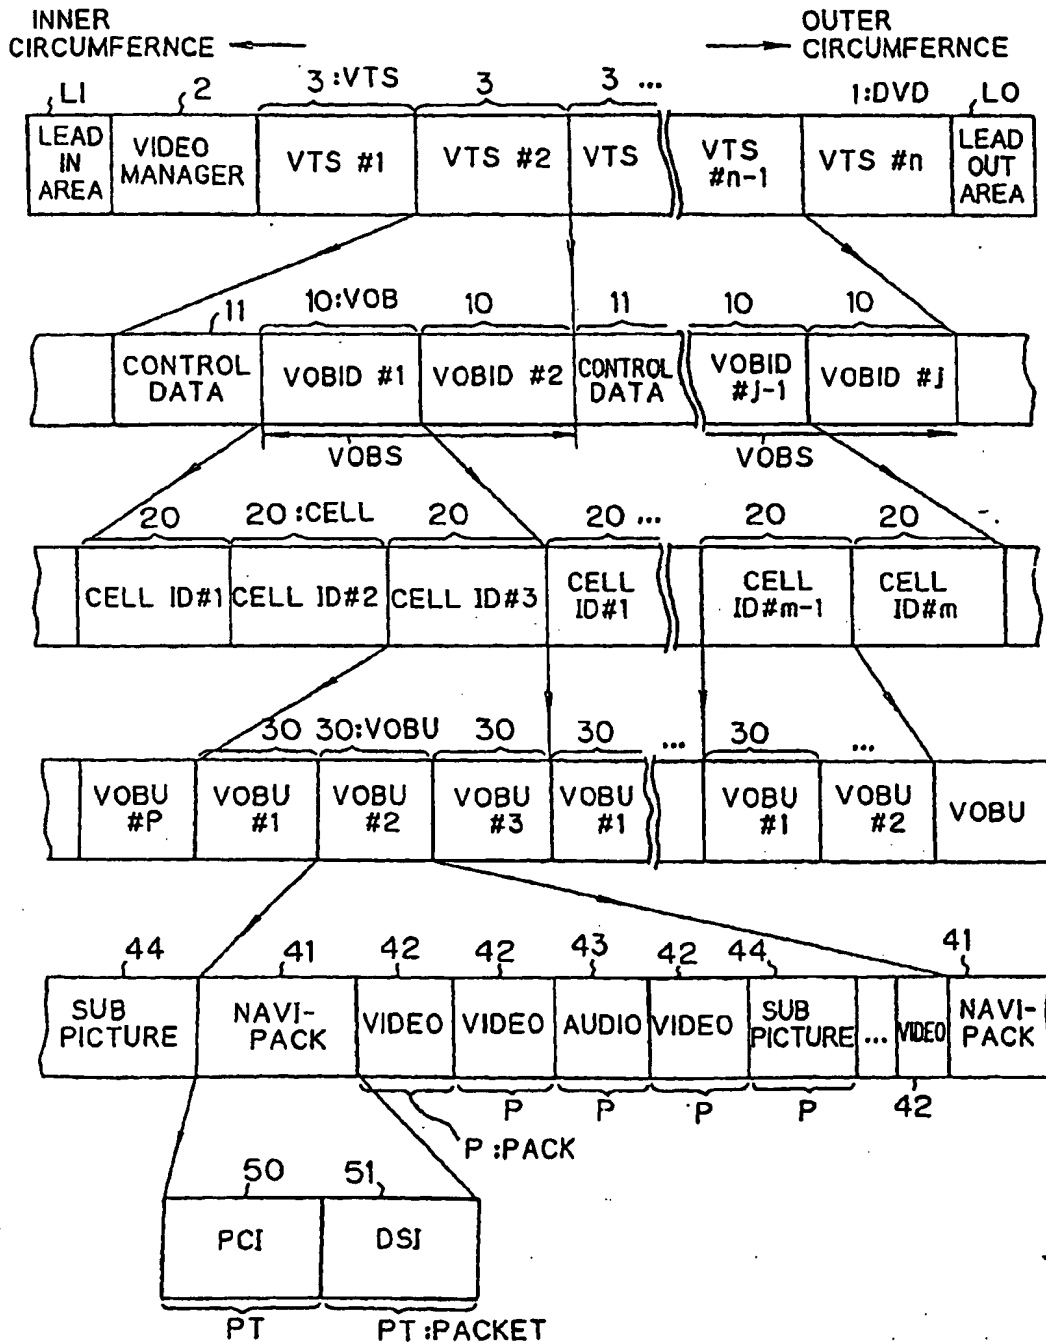 INNER
CIRCUMFERNCE
OUTER
CIRCUMFERNCE
LI 2 3:VTS 3 3 ... 1:DVD LO
LEAD IN AREA
VIDEO MANAGER
VTS #1
VTS #2
VTS
VTS #n-1
VTS #n
LEAD OUT AREA
11 10:VOB 10 11 10 10
CONTROL DATA
VOBID #1
VOBID #2
CONTROL DATA
VOBID #J-1
VOBID #J
VOBS
VOBS
20 20:CELL 20 20 ... 20 20
CELL ID#1
CELL ID#2
CELL ID#3
CELL ID#1
CELL ID#m-1
CELL ID#m
30 30:VOBU 30 30 ... 30 ...
VOBU #P
VOBU #1
VOBU #2
VOBU #3
VOBU #1
VOBU #1
VOBU #2
VOBU
44 41 42 42 43 42 44 41
SUB PICTURE
NAVI-PACK
VIDEO
VIDEO
AUDIO
VIDEO
SUB PICTURE
...
VIDEO
NAVI-PACK
P P P P 42
P:PACK
50 51
PCI
DSI
PT PT:PACKET